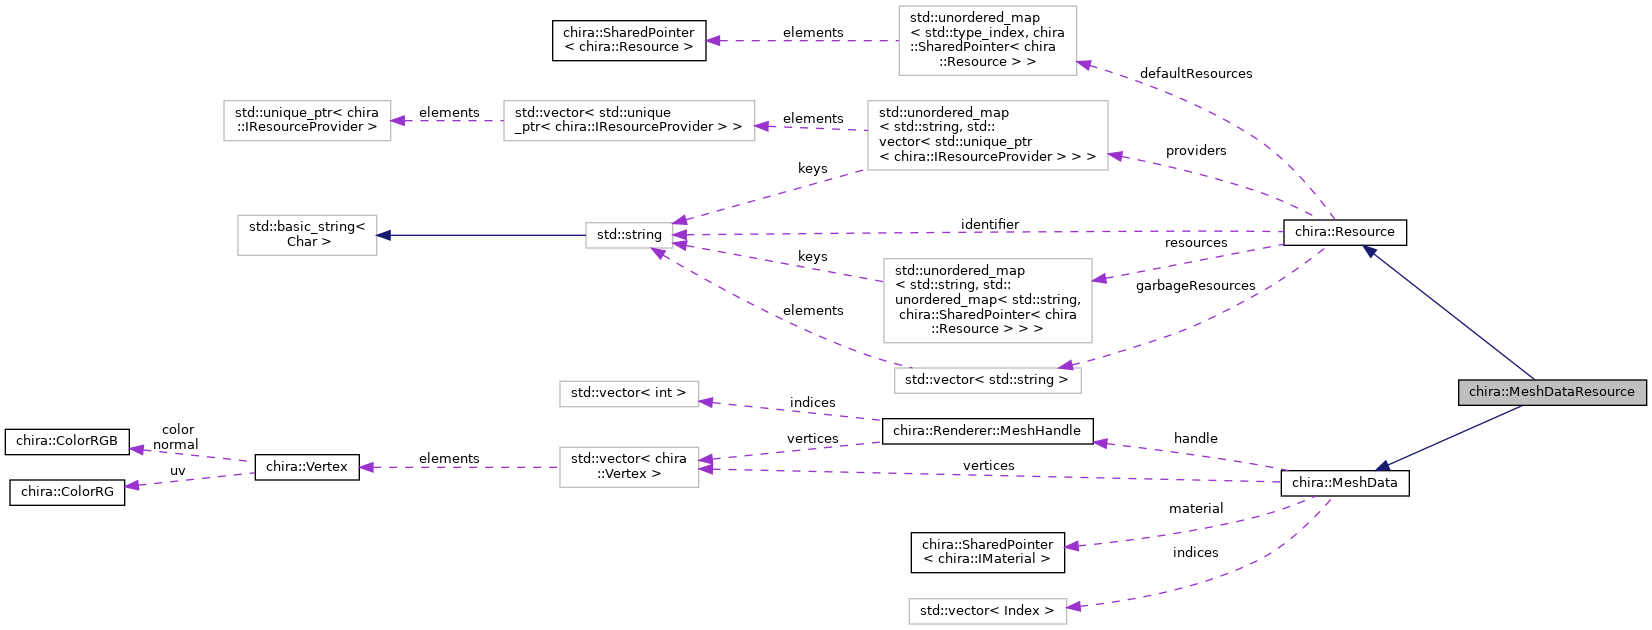 chira::SharedPointer
< chira::Resource >
elements
std::unordered_map
< std::type_index, chira
::SharedPointer< chira
::Resource > >
defaultResources
std::unique_ptr< chira
::IResourceProvider >
elements
std::vector< std::unique
_ptr< chira::IResourceProvider > >
elements
std::unordered_map
< std::string, std::
vector< std::unique_ptr
< chira::IResourceProvider > > >
providers
keys
std::basic_string<
Char >
std::string
identifier
chira::Resource
resources
keys
std::unordered_map
< std::string, std::
unordered_map< std::string,
chira::SharedPointer< chira
::Resource > > >
garbageResources
elements
std::vector< std::string >
chira::MeshDataResource
std::vector< int >
indices
chira::Renderer::MeshHandle
handle
vertices
chira::ColorRGB
color
normal
uv
chira::ColorRG
chira::Vertex
elements
std::vector< chira
::Vertex >
vertices
chira::MeshData
material
chira::SharedPointer
< chira::IMaterial >
indices
std::vector< Index >